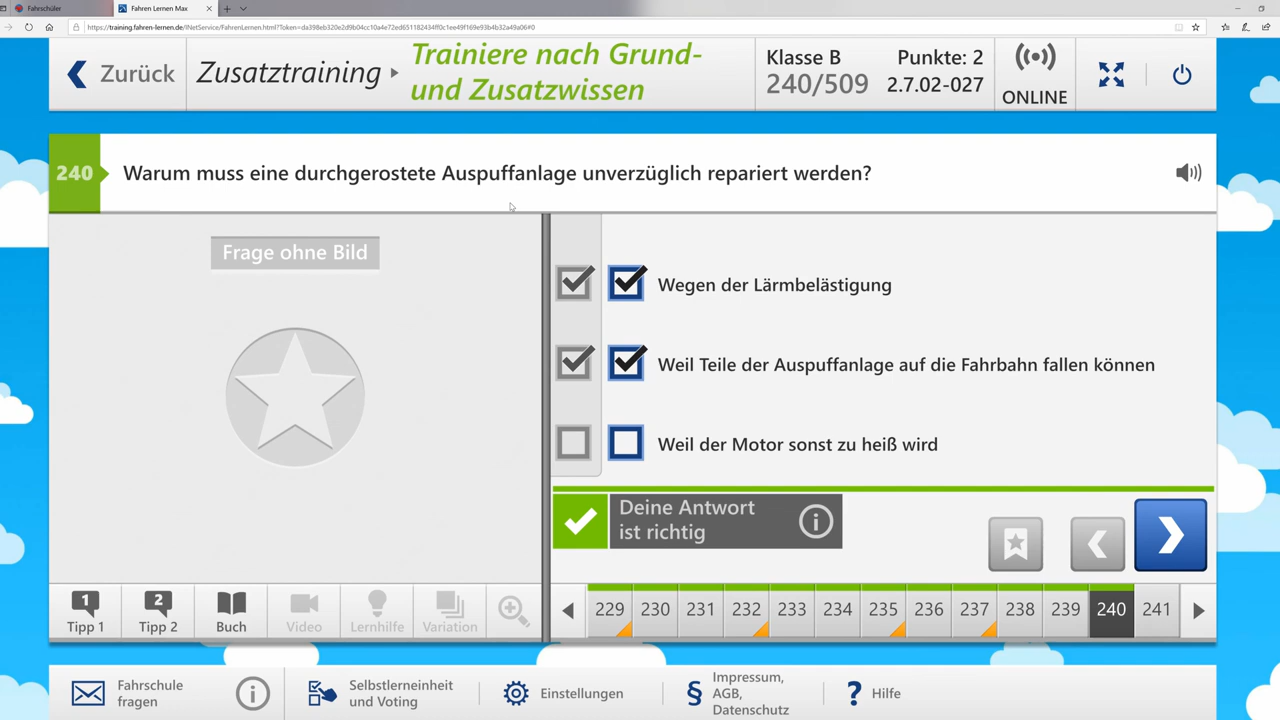 Fahrschüler
Fahren Lernen Max
Zurück
Zusatztraining
Trainiere nach Grund-
und Zusatzwissen
Klasse B
240/509
Punkte: 2
2.7.02-027
ONLINE
240
Warum muss eine durchgerostete Auspuffanlage unverzüglich repariert werden?
Frage ohne Bild
Wegen der Lärmbelästigung
Weil Teile der Auspuffanlage auf die Fahrbahn fallen können
Weil der Motor sonst zu heiß wird
Deine Antwort
ist richtig
1
Tipp 1
2
Tipp 2
Buch
Video
Lernhilfe
Variation
229 230 231 232 233 234 235 236 237 238 239 240 241
Fahrschule
fragen
Selbstlerneinheit
und Voting
Einstellungen
§
Impressum,
AGB,
Datenschutz
?
Hilfe